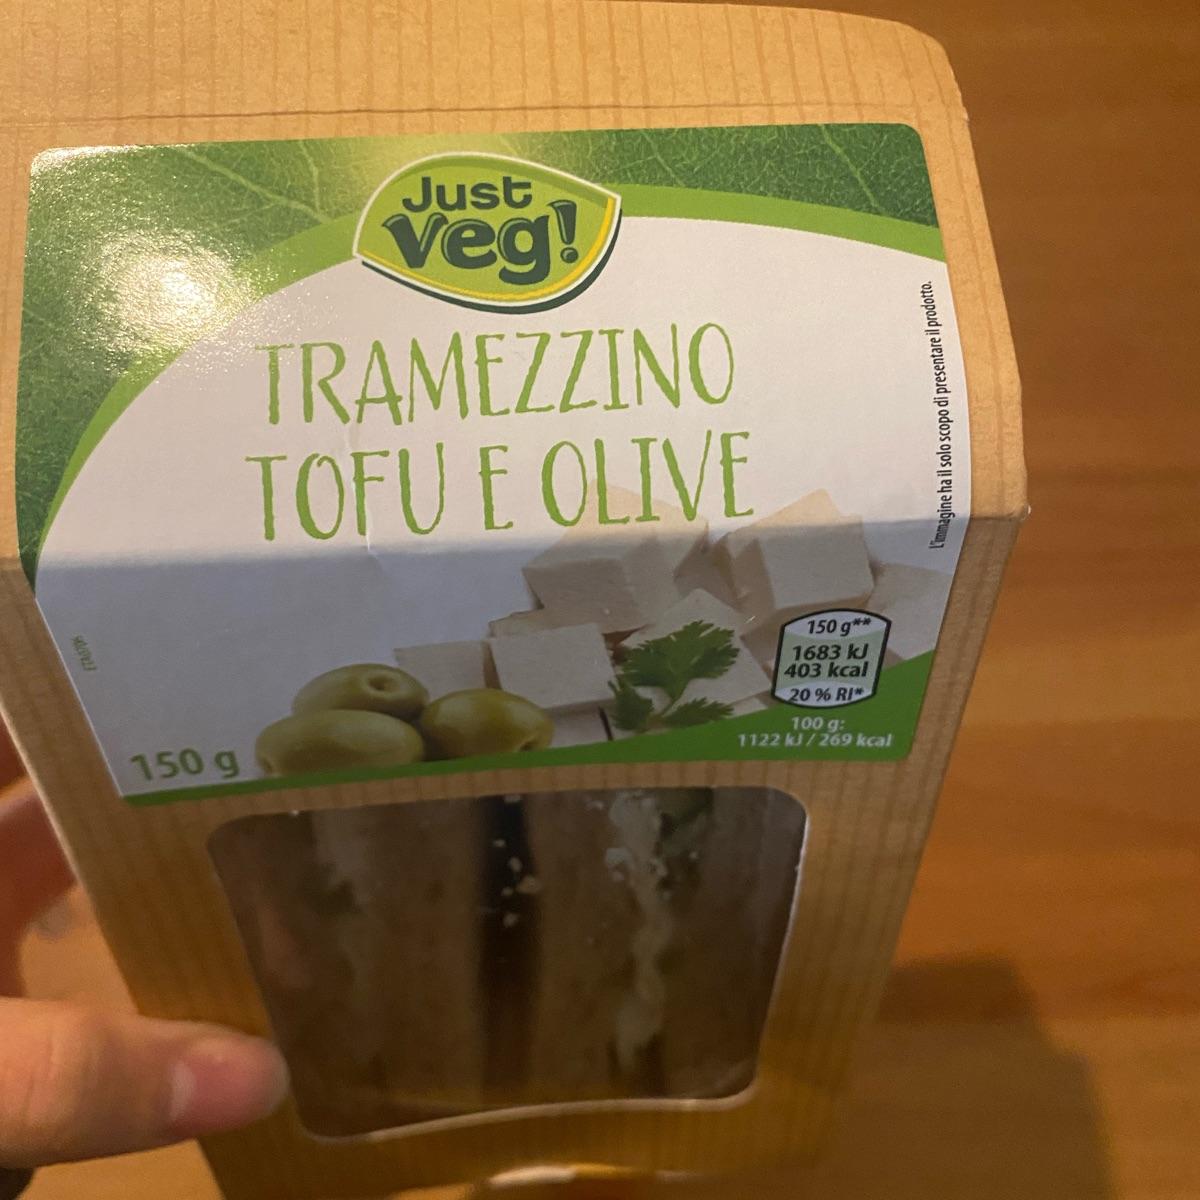 Just
Veg!
TRAMEZZINO
TOFU E OLIVE
L'immagine ha il solo scopo di presentare il prodotto.
150 g**
1683 kJ
403 kcal
20 % RI*
100 g:
1122 kJ / 269 kcal
150 g